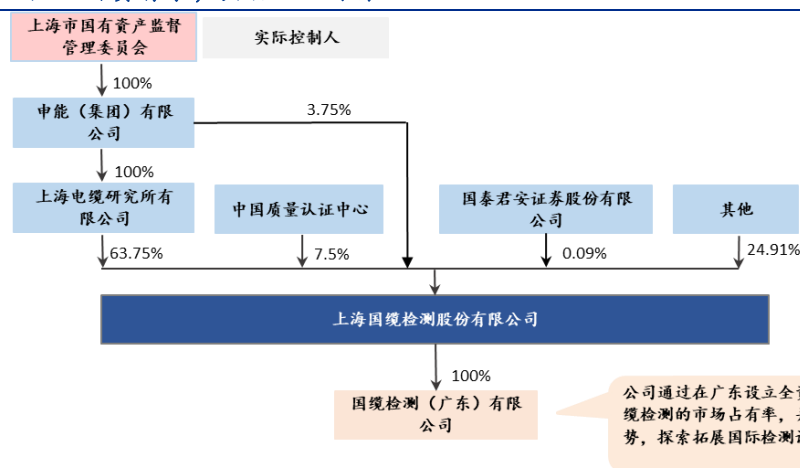 上海市国有资产监督
管理委员会
实际控制人
100%
申能（集团）有限
公司
3.75%
100%
上海电缆研究所有
限公司
中国质量认证中心
国泰君安证券股份有限
公司
其他
63.75%
7.5%
0.09%
24.91%
上海国缆检测股份有限公司
100%
国缆检测（广东）有限
公司
公司通过在广东设立全
缆检测的市场占有率，
势，探索拓展国际检测